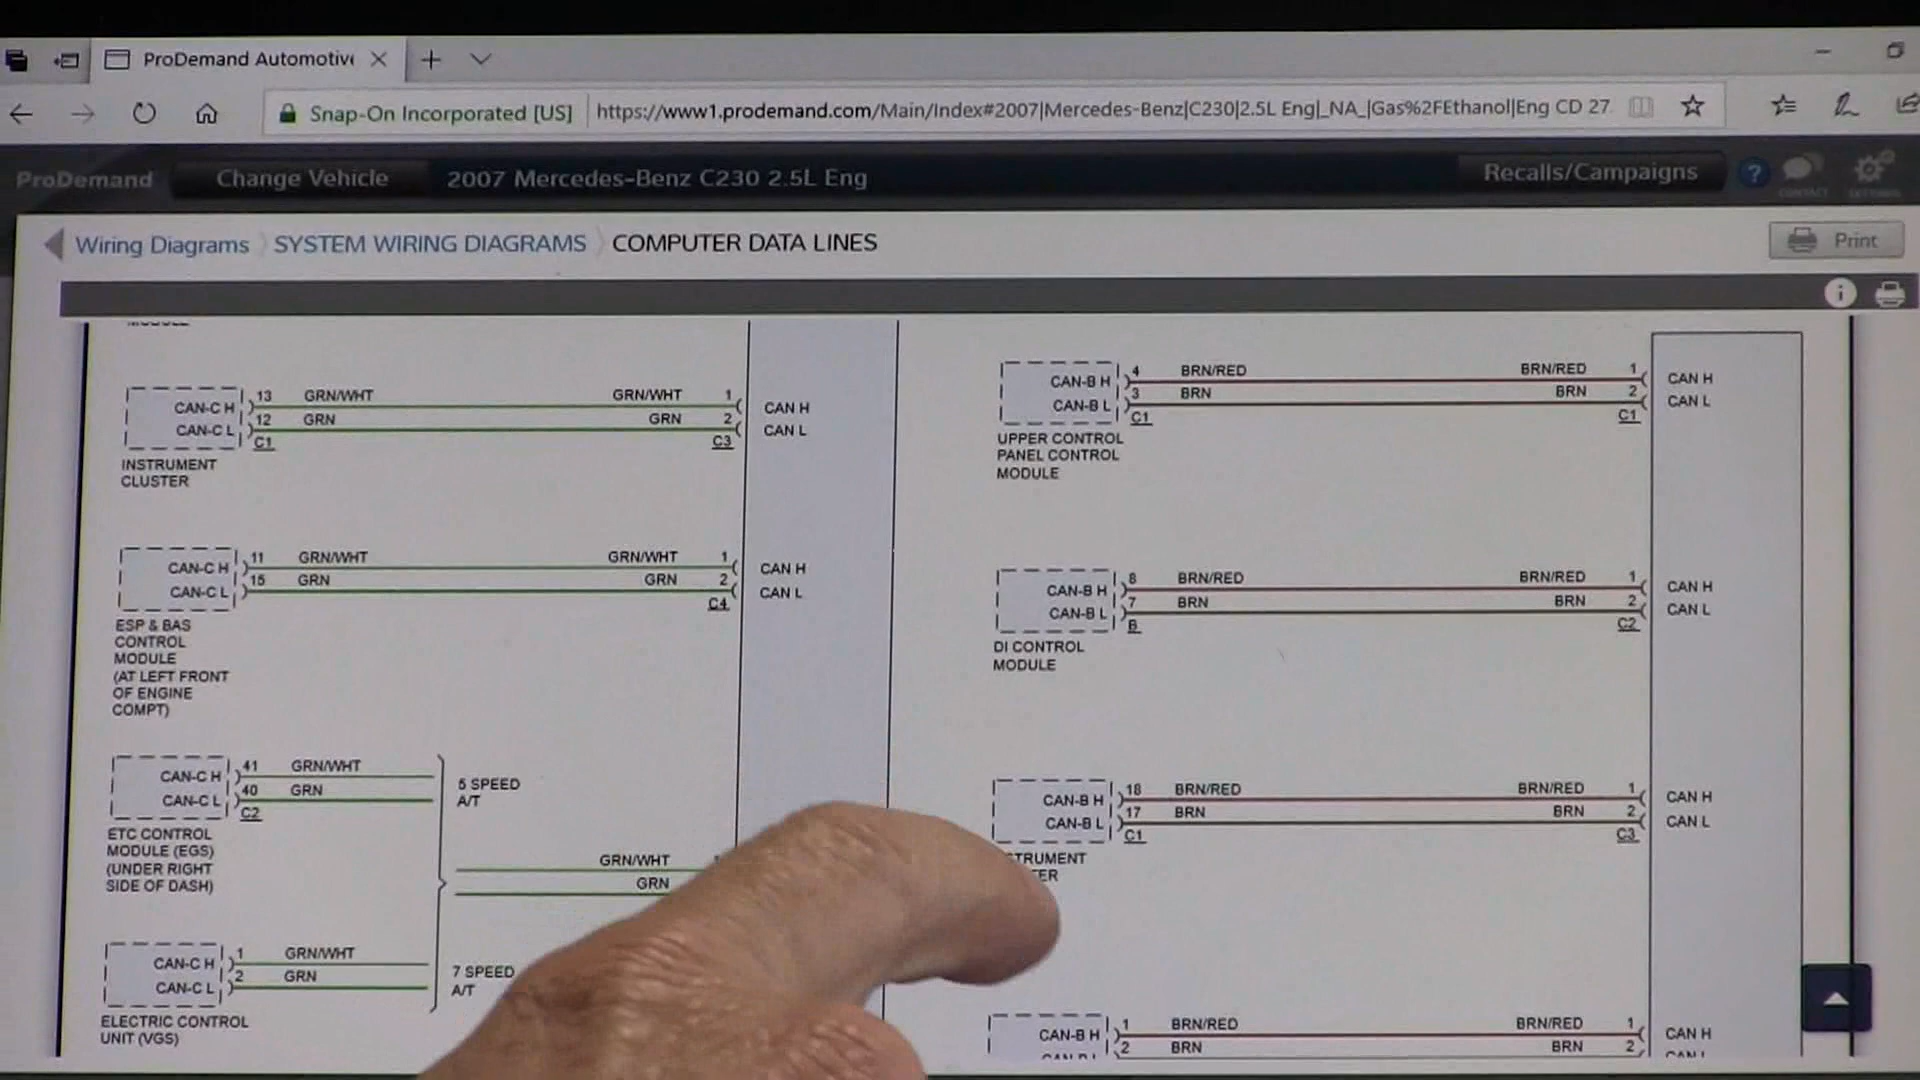 ProDemand Automotiv
Snap-On Incorporated [US] https://www1.prodemand.com/Main/Index#2007|Mercedes-Benz|C230|2.5L Eng|_NA_|Gas%2FEthanol|Eng CD 27
ProDemand Change Vehicle 2007 Mercedes-Benz C230 2.5L Eng Recalls/Campaigns ?
CONTACT
Wiring Diagrams SYSTEM WIRING DIAGRAMS COMPUTER DATA LINES Print
i
MODULE
CAN-C H 13 GRN/WHT GRN/WHT 1 CAN H
CAN-C L 12 GRN GRN 2 CAN L
C1 C3
INSTRUMENT
CLUSTER
CAN-C H 11 GRN/WHT GRN/WHT 1 CAN H
CAN-C L 15 GRN GRN 2 CAN L
C4
ESP & BAS
CONTROL
MODULE
(AT LEFT FRONT
OF ENGINE
COMPT)
CAN-C H 41 GRN/WHT
CAN-C L 40 GRN
C2
5 SPEED
A/T
ETC CONTROL
MODULE (EGS)
(UNDER RIGHT
SIDE OF DASH)
GRN/WHT
GRN
CAN-C H 1 GRN/WHT
CAN-C L 2 GRN
7 SPEED
A/T
ELECTRIC CONTROL
UNIT (VGS)
CAN-B H 4 BRN/RED BRN/RED 1 CAN H
CAN-B L 3 BRN BRN 2 CAN L
C1 C1
UPPER CONTROL
PANEL CONTROL
MODULE
CAN-B H 8 BRN/RED BRN/RED 1 CAN H
CAN-B L 7 BRN BRN 2 CAN L
B C2
DI CONTROL
MODULE
CAN-B H 18 BRN/RED BRN/RED 1 CAN H
CAN-B L 17 BRN BRN 2 CAN L
C1 C3
TRUMENT
ER
CAN-B H 1 BRN/RED BRN/RED 1 CAN H
2 BRN BRN 2